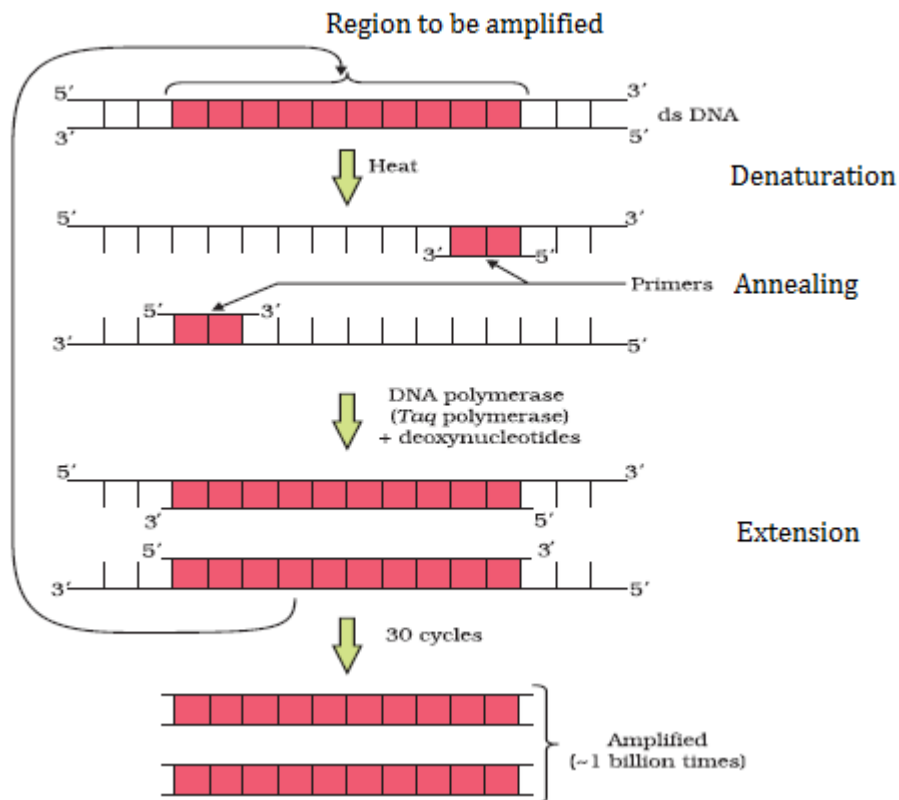 Region to be amplified
5′ 3′
ds DNA
3′ 5′
Heat
Denaturation
5′ 3′
3′ 5′
Primers Annealing
5′ 3′
3′ 5′
DNA polymerase
(Taq polymerase)
+ deoxynucleotides
5′ 3′
3′ 5′
Extension
5′ 3′
3′ 5′
30 cycles
Amplified
(~1 billion times)